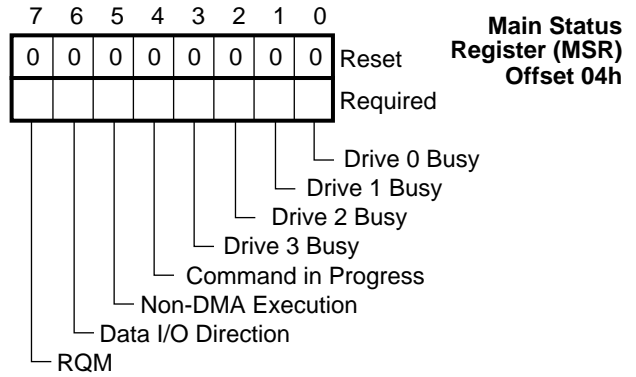 7 6 5 4 3 2 1 0
Main Status
Register (MSR)
Offset 04h
0 0 0 0 0 0 0 0 Reset
Required
Drive 0 Busy
Drive 1 Busy
Drive 2 Busy
Drive 3 Busy
Command in Progress
Non-DMA Execution
Data I/O Direction
RQM